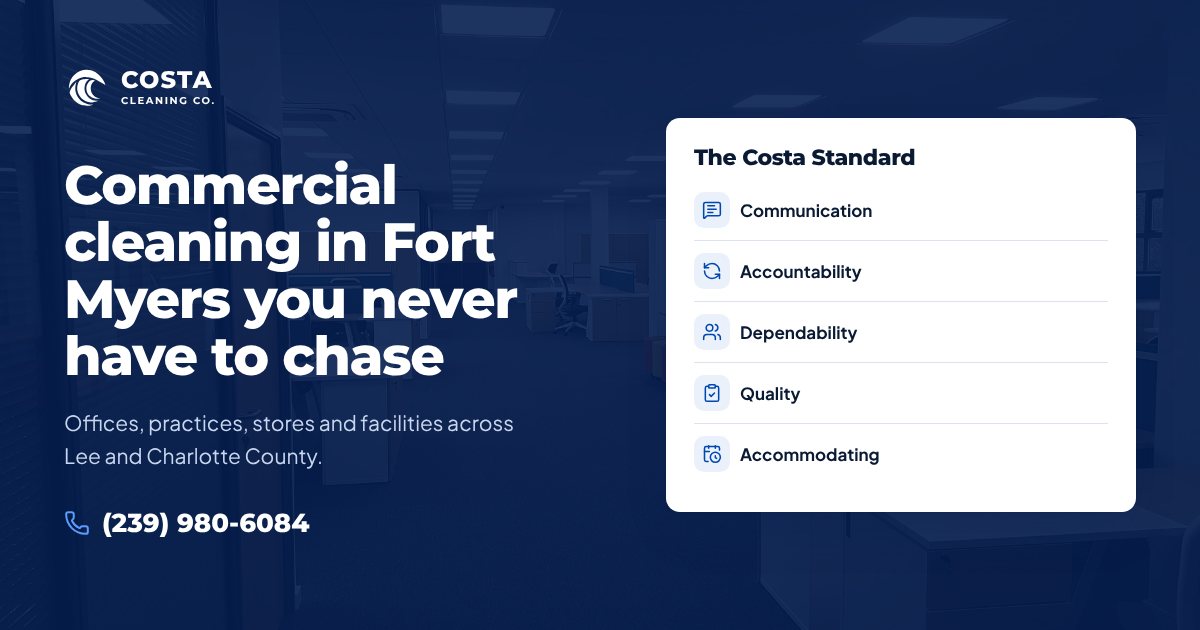 COSTA
CLEANING CO.
Commercial
cleaning in Fort
Myers you never
have to chase
Offices, practices, stores and facilities across
Lee and Charlotte County.
(239) 980-6084
The Costa Standard
Communication
Accountability
Dependability
Quality
Accommodating